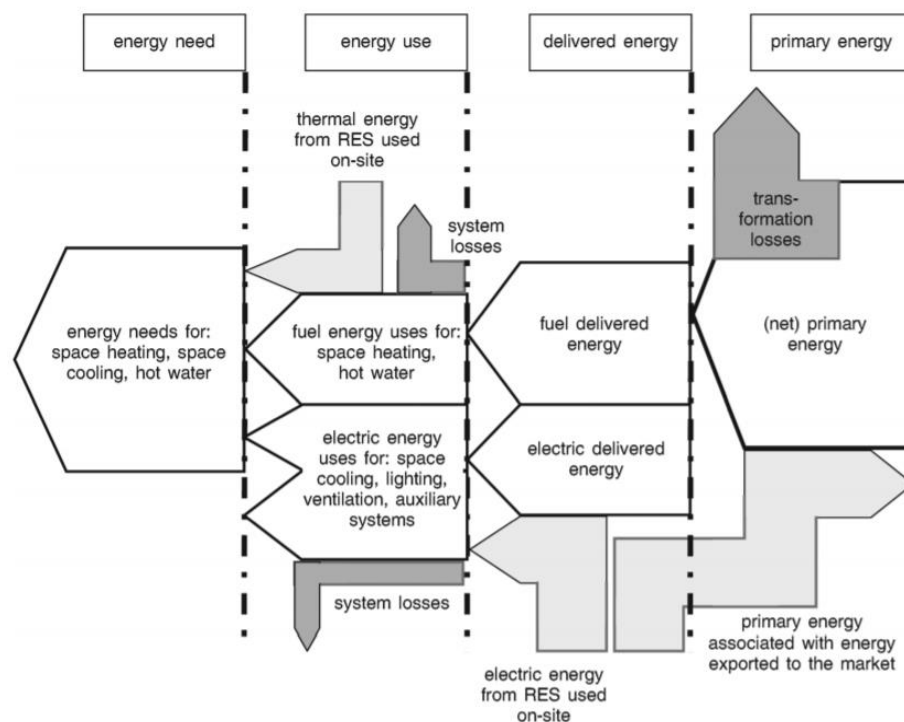 energy need
energy use
delivered energy
primary energy
thermal energy
from RES used
on-site
system
losses
trans-
formation
losses
energy needs for:
space heating, space
cooling, hot water
fuel energy uses for:
space heating,
hot water
fuel delivered
energy
(net) primary
energy
electric energy
uses for: space
cooling, lighting,
ventilation, auxiliary
systems
electric delivered
energy
system losses
electric energy
from RES used
on-site
primary energy
associated with energy
exported to the market